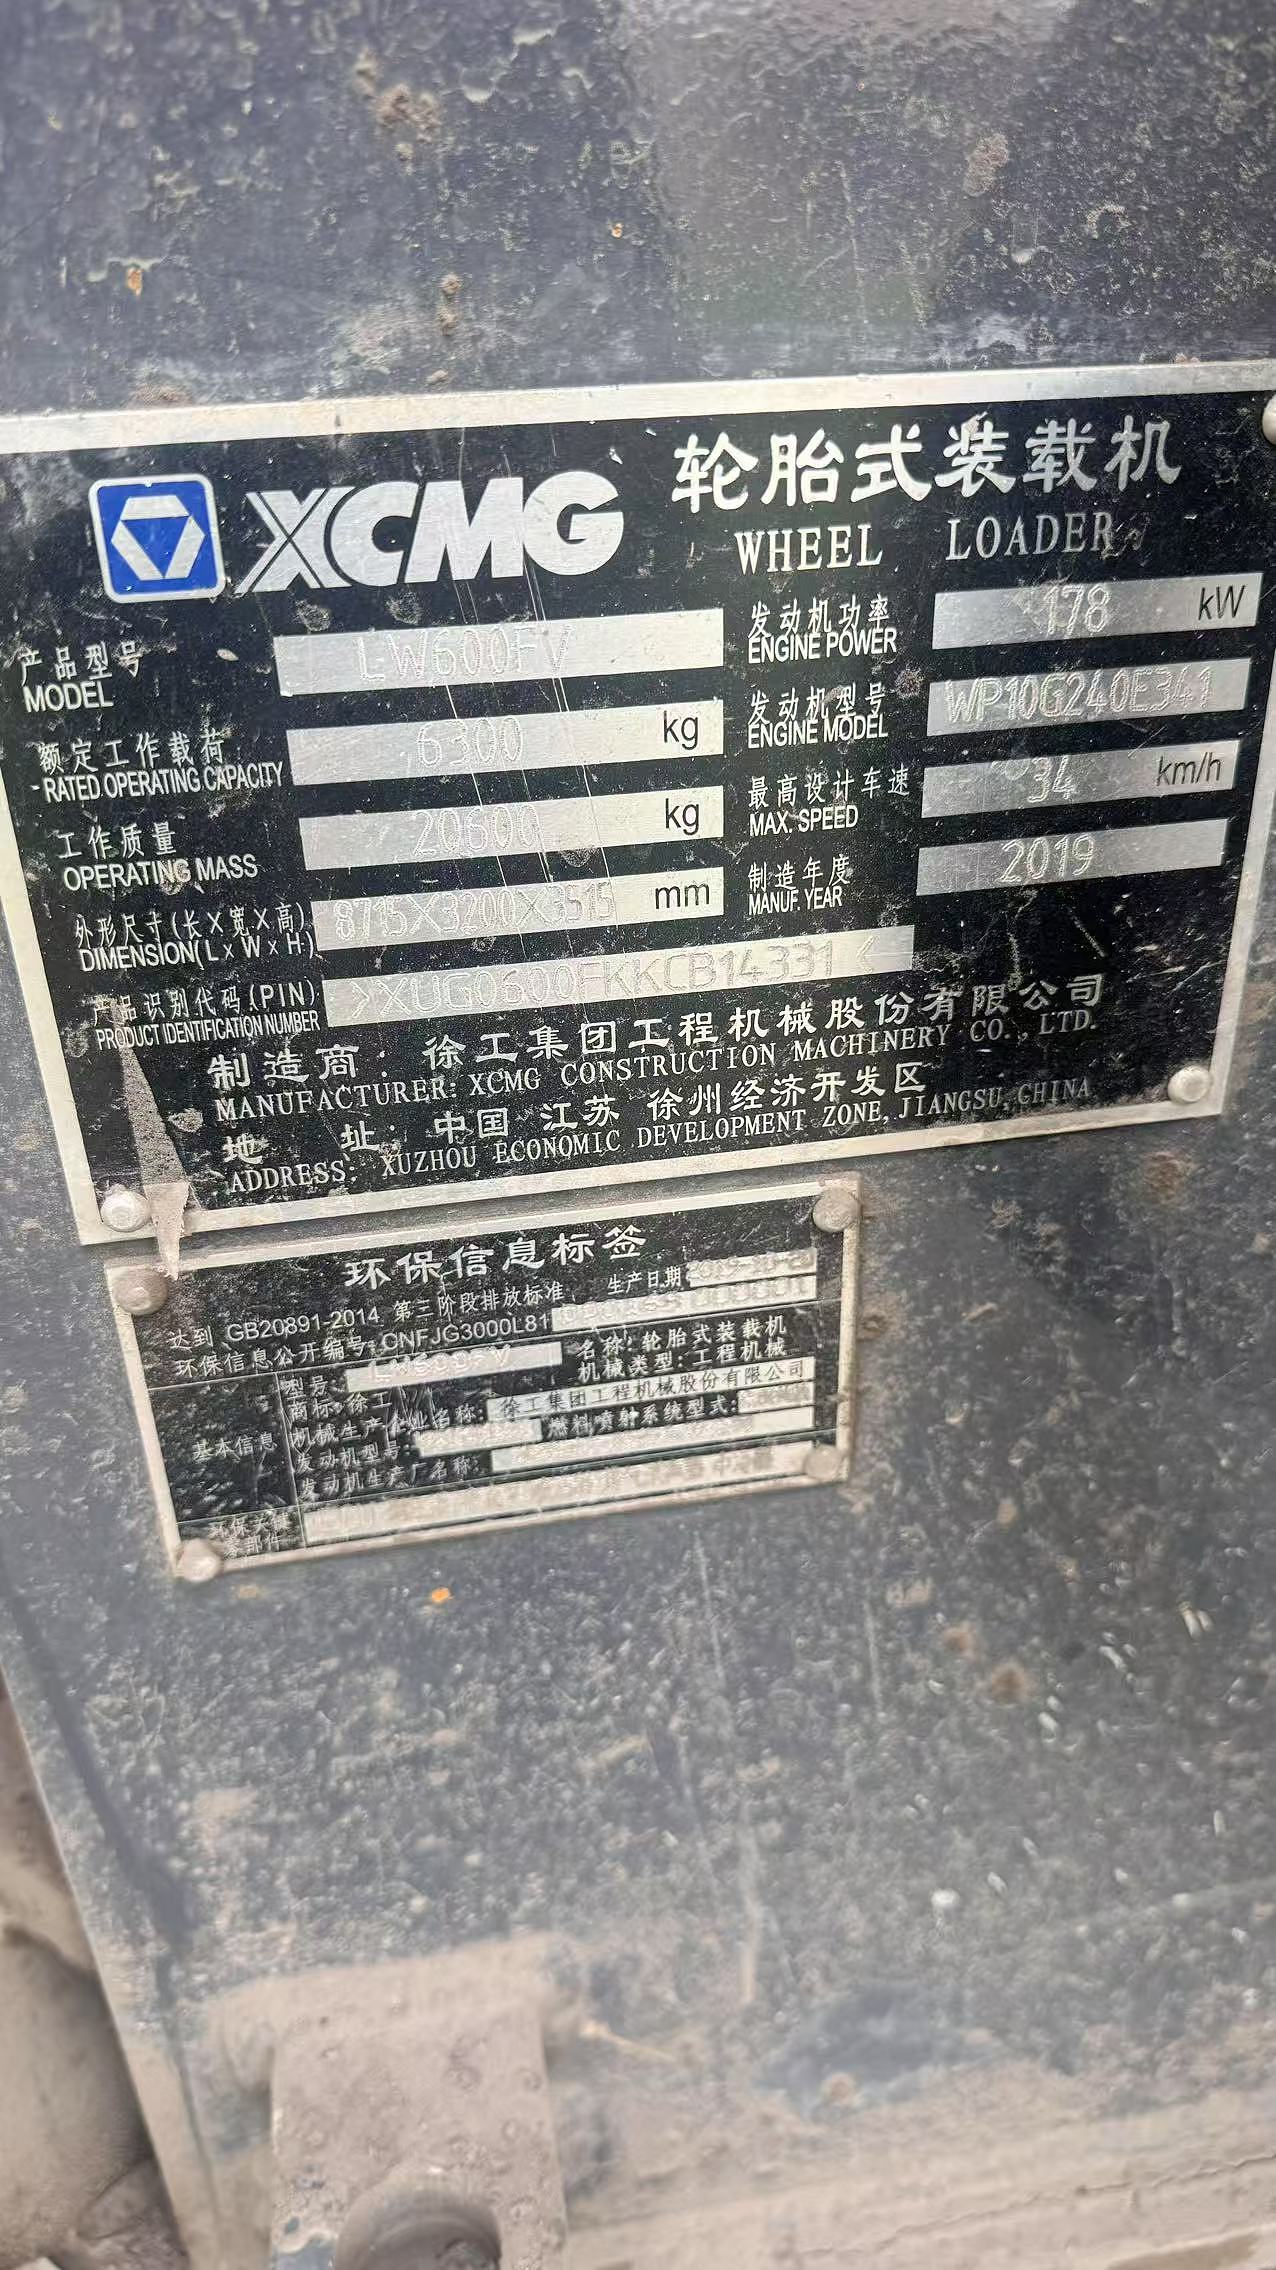 XCMG 轮胎式装载机
WHEEL LOADER
产品型号 LW600FV
MODEL
发动机功率 178 kW
ENGINE POWER
额定工作载荷 6300 kg
RATED OPERATING CAPACITY
发动机型号 WP10G240E341
ENGINE MODEL
工作质量 20600 kg
OPERATING MASS
最高设计车速 34 km/h
MAX. SPEED
外形尺寸(长X宽X高) 8715X3200X3515 mm
DIMENSION(L×W×H)
制造年度 2019
MANUF. YEAR
产品识别代码(PIN) >XUG0600FKKCB14331<
PRODUCT IDENTIFICATION NUMBER
制造商: 徐工集团工程机械股份有限公司
MANUFACTURER: XCMG CONSTRUCTION MACHINERY CO., LTD.
地 址: 中国 江苏 徐州经济开发区
ADDRESS: XUZHOU ECONOMIC DEVELOPMENT ZONE, JIANGSU, CHINA
环保信息标签
达到 GB20891-2014 第三阶段排放标准 生产日期
环保信息公开编号: CNFJG3000L81
型号: LW600FV 名称: 轮胎式装载机
商标: 徐工 机械类型: 工程机械
基本信息 机械生产企业名称: 徐工集团工程机械股份有限公司
发动机型号: 燃料喷射系统型式:
发动机生产厂名称:
环保关键
零部件